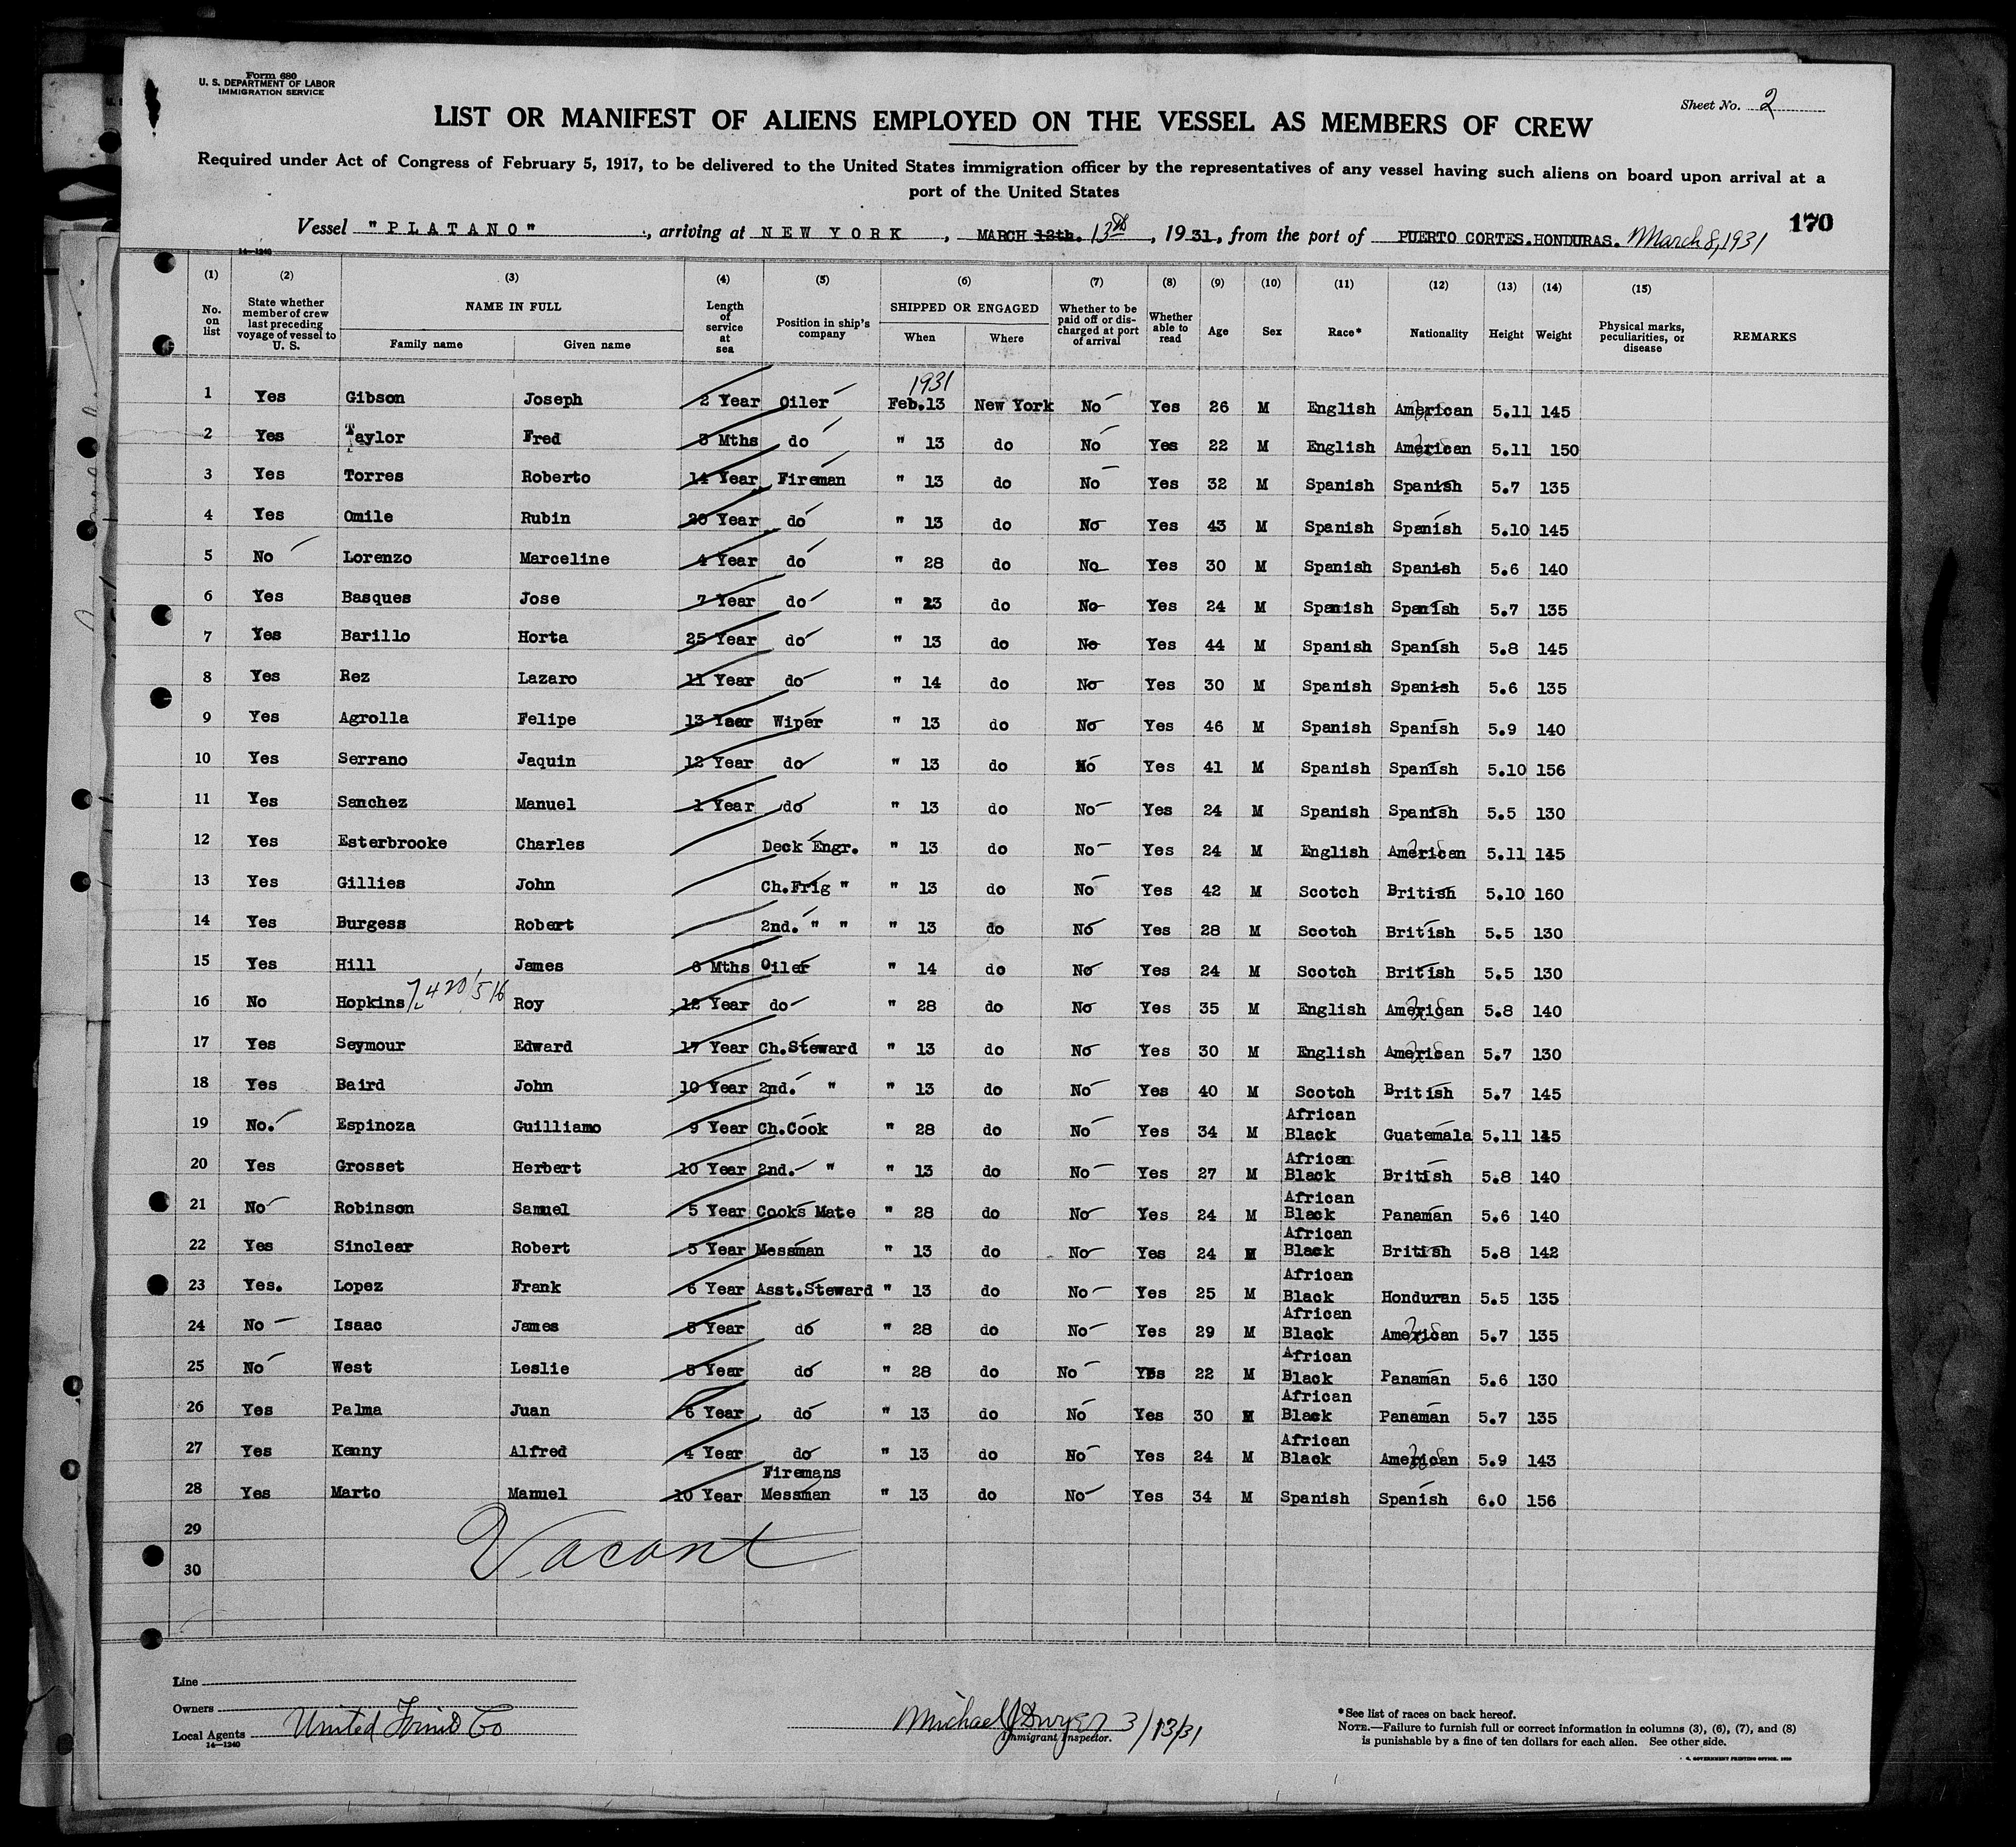 Form 680
U. S. DEPARTMENT OF LABOR
IMMIGRATION SERVICE
Sheet No. 2
LIST OR MANIFEST OF ALIENS EMPLOYED ON THE VESSEL AS MEMBERS OF CREW
Required under Act of Congress of February 5, 1917, to be delivered to the United States immigration officer by the representatives of any vessel having such aliens on board upon arrival at a
port of the United States
170
Vessel "PLATANO", arriving at NEW YORK, MARCH 12th. 13th, 1931, from the port of PUERTO CORTES.HONDURAS. March 8, 1931
14—1240
(1) (2) (3) (4) (5) (6) (7) (8) (9) (10) (11) (12) (13) (14) (15)
No. on list State whether member of crew last preceding voyage of vessel to U. S. NAME IN FULL Family name Given name Length of service at sea Position in ship's company SHIPPED OR ENGAGED When Where Whether to be paid off or discharged at port of arrival Whether able to read Age Sex Race* Nationality Height Weight Physical marks, peculiarities, or disease REMARKS
1931
1 Yes Gibson Joseph 2 Year Oiler Feb.13 New York No Yes 26 M English American 5.11 145
2 Yes Taylor Fred 5 Mths do " 13 do No Yes 22 M English American 5.11 150
3 Yes Torres Roberto 14 Year Fireman " 13 do No Yes 32 M Spanish Spanish 5.7 135
4 Yes Omile Rubin 20 Year do " 13 do No Yes 43 M Spanish Spanish 5.10 145
5 No Lorenzo Marceline 4 Year do " 28 do No Yes 30 M Spanish Spanish 5.6 140
6 Yes Basques Jose 7 Year do " 13 do No Yes 24 M Spanish Spanish 5.7 135
7 Yes Barillo Horta 25 Year do " 13 do No Yes 44 M Spanish Spanish 5.8 145
8 Yes Rez Lazaro 11 Year do " 14 do No Yes 30 M Spanish Spanish 5.6 135
9 Yes Agrolla Felipe 13 Year Wiper " 13 do No Yes 46 M Spanish Spanish 5.9 140
10 Yes Serrano Jaquin 12 Year do " 13 do No Yes 41 M Spanish Spanish 5.10 156
11 Yes Sanchez Manuel 1 Year do " 13 do No Yes 24 M Spanish Spanish 5.5 130
12 Yes Esterbrooke Charles Deck Engr. " 13 do No Yes 24 M English American 5.11 145
13 Yes Gillies John Ch.Frig " " 13 do No Yes 42 M Scotch British 5.10 160
14 Yes Burgess Robert 2nd. " " " 13 do No Yes 28 M Scotch British 5.5 130
15 Yes Hill James 6 Mths Oiler " 14 do No Yes 24 M Scotch British 5.5 130
16 No Hopkins Roy 12 Year do " 28 do No Yes 35 M English American 5.8 140
17 Yes Seymour Edward 17 Year Ch.Steward " 13 do No Yes 30 M English American 5.7 130
18 Yes Baird John 10 Year 2nd. " " 13 do No Yes 40 M Scotch British 5.7 145
19 No. Espinoza Guilliamo 9 Year Ch.Cook " 28 do No Yes 34 M African Black Guatemala 5.11 145
20 Yes Grosset Herbert 10 Year 2nd. " " 13 do No Yes 27 M African Black British 5.8 140
21 No Robinson Samuel 5 Year Cooks Mate " 28 do No Yes 24 M African Black Panaman 5.6 140
22 Yes Sinclear Robert 5 Year Messman " 13 do No Yes 24 M African Black British 5.8 142
23 Yes. Lopez Frank 6 Year Asst.Steward " 13 do No Yes 25 M African Black Honduran 5.5 135
24 No Isaac James 5 Year do " 28 do No Yes 29 M African Black American 5.7 135
25 No West Leslie 5 Year do " 28 do No Yes 22 M African Black Panaman 5.6 130
26 Yes Palma Juan 6 Year do " 13 do No Yes 30 M African Black Panaman 5.7 135
27 Yes Kenny Alfred 4 Year do " 13 do No Yes 24 M African Black American 5.9 143
28 Yes Marto Manuel 10 Year Firemans Messman " 13 do No Yes 34 M Spanish Spanish 6.0 156
29
Vacant
30
Line
Owners
Local Agents United Fruit Co
14—1240
Michael J Dwyer 3/13/31
Immigrant Inspector.
*See list of races on back hereof.
NOTE.—Failure to furnish full or correct information in columns (3), (6), (7), and (8)
is punishable by a fine of ten dollars for each alien. See other side.